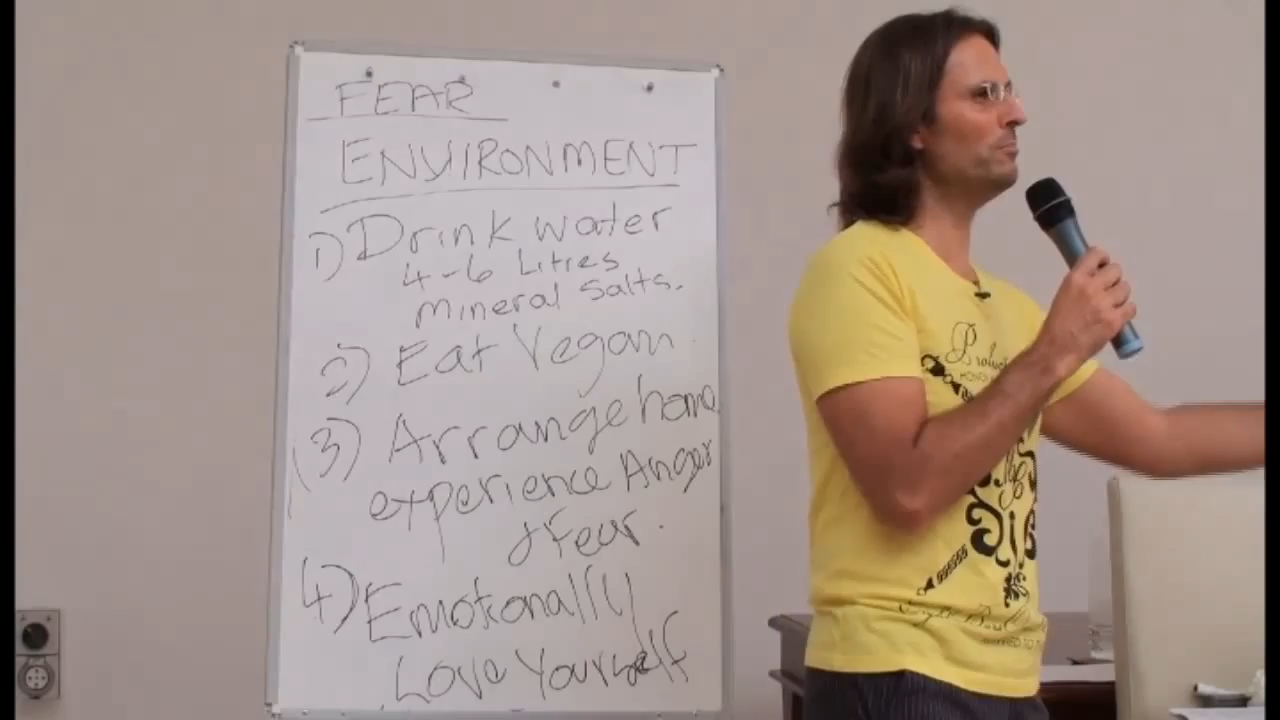 FEAR
ENVIRONMENT
1) Drink water
4-6 Litres
mineral salts.
2) Eat Vegan.
(3) Arrange home
experience Anger
& Fear.
4) Emotionally
Love Yourself